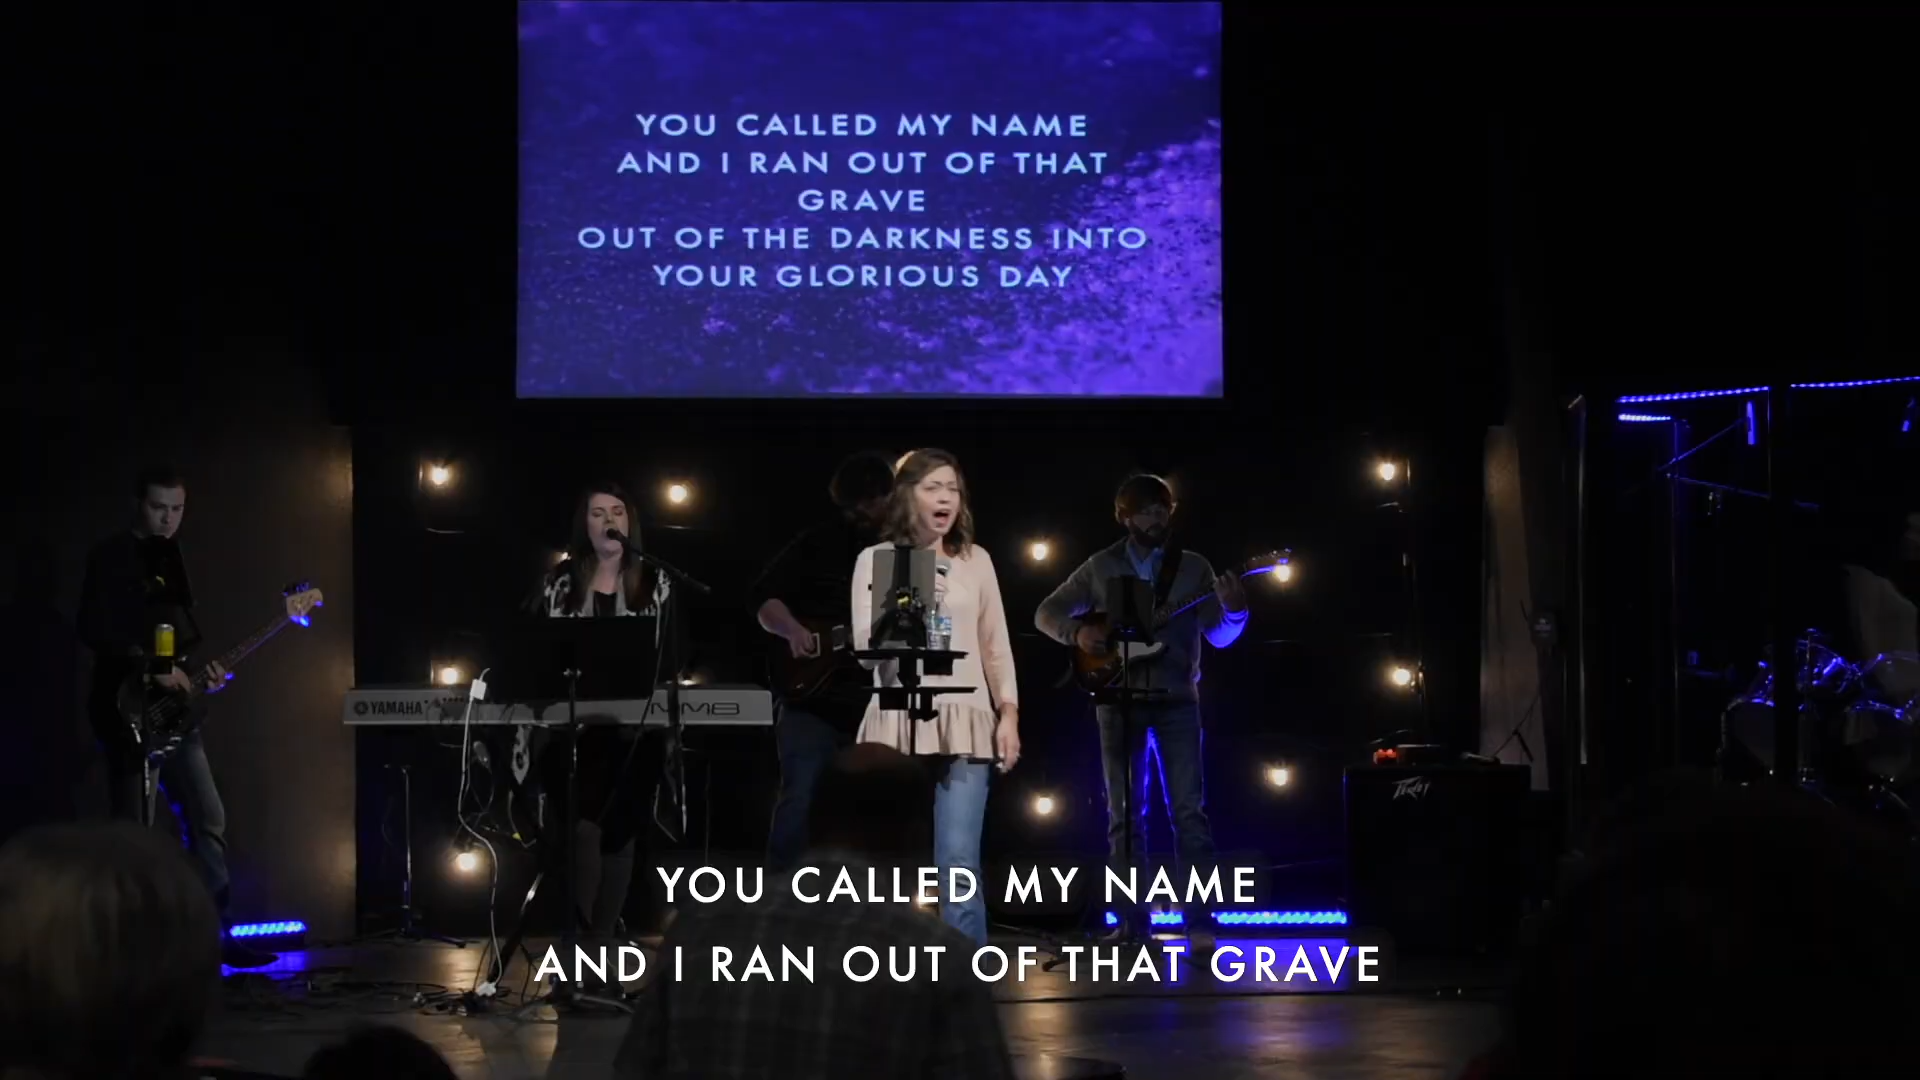 YOU CALLED MY NAME
AND I RAN OUT OF THAT
GRAVE
OUT OF THE DARKNESS INTO
YOUR GLORIOUS DAY
YAMAHA
MM8
PEAVEY
YOU CALLED MY NAME
AND I RAN OUT OF THAT GRAVE